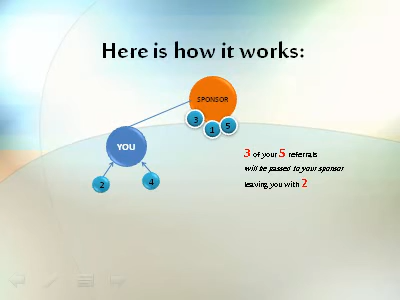 Here is how it works:
SPONSOR
3
1
5
YOU
2
4
3 of your 5 referrals
will be passed to your sponsor
leaving you with 2